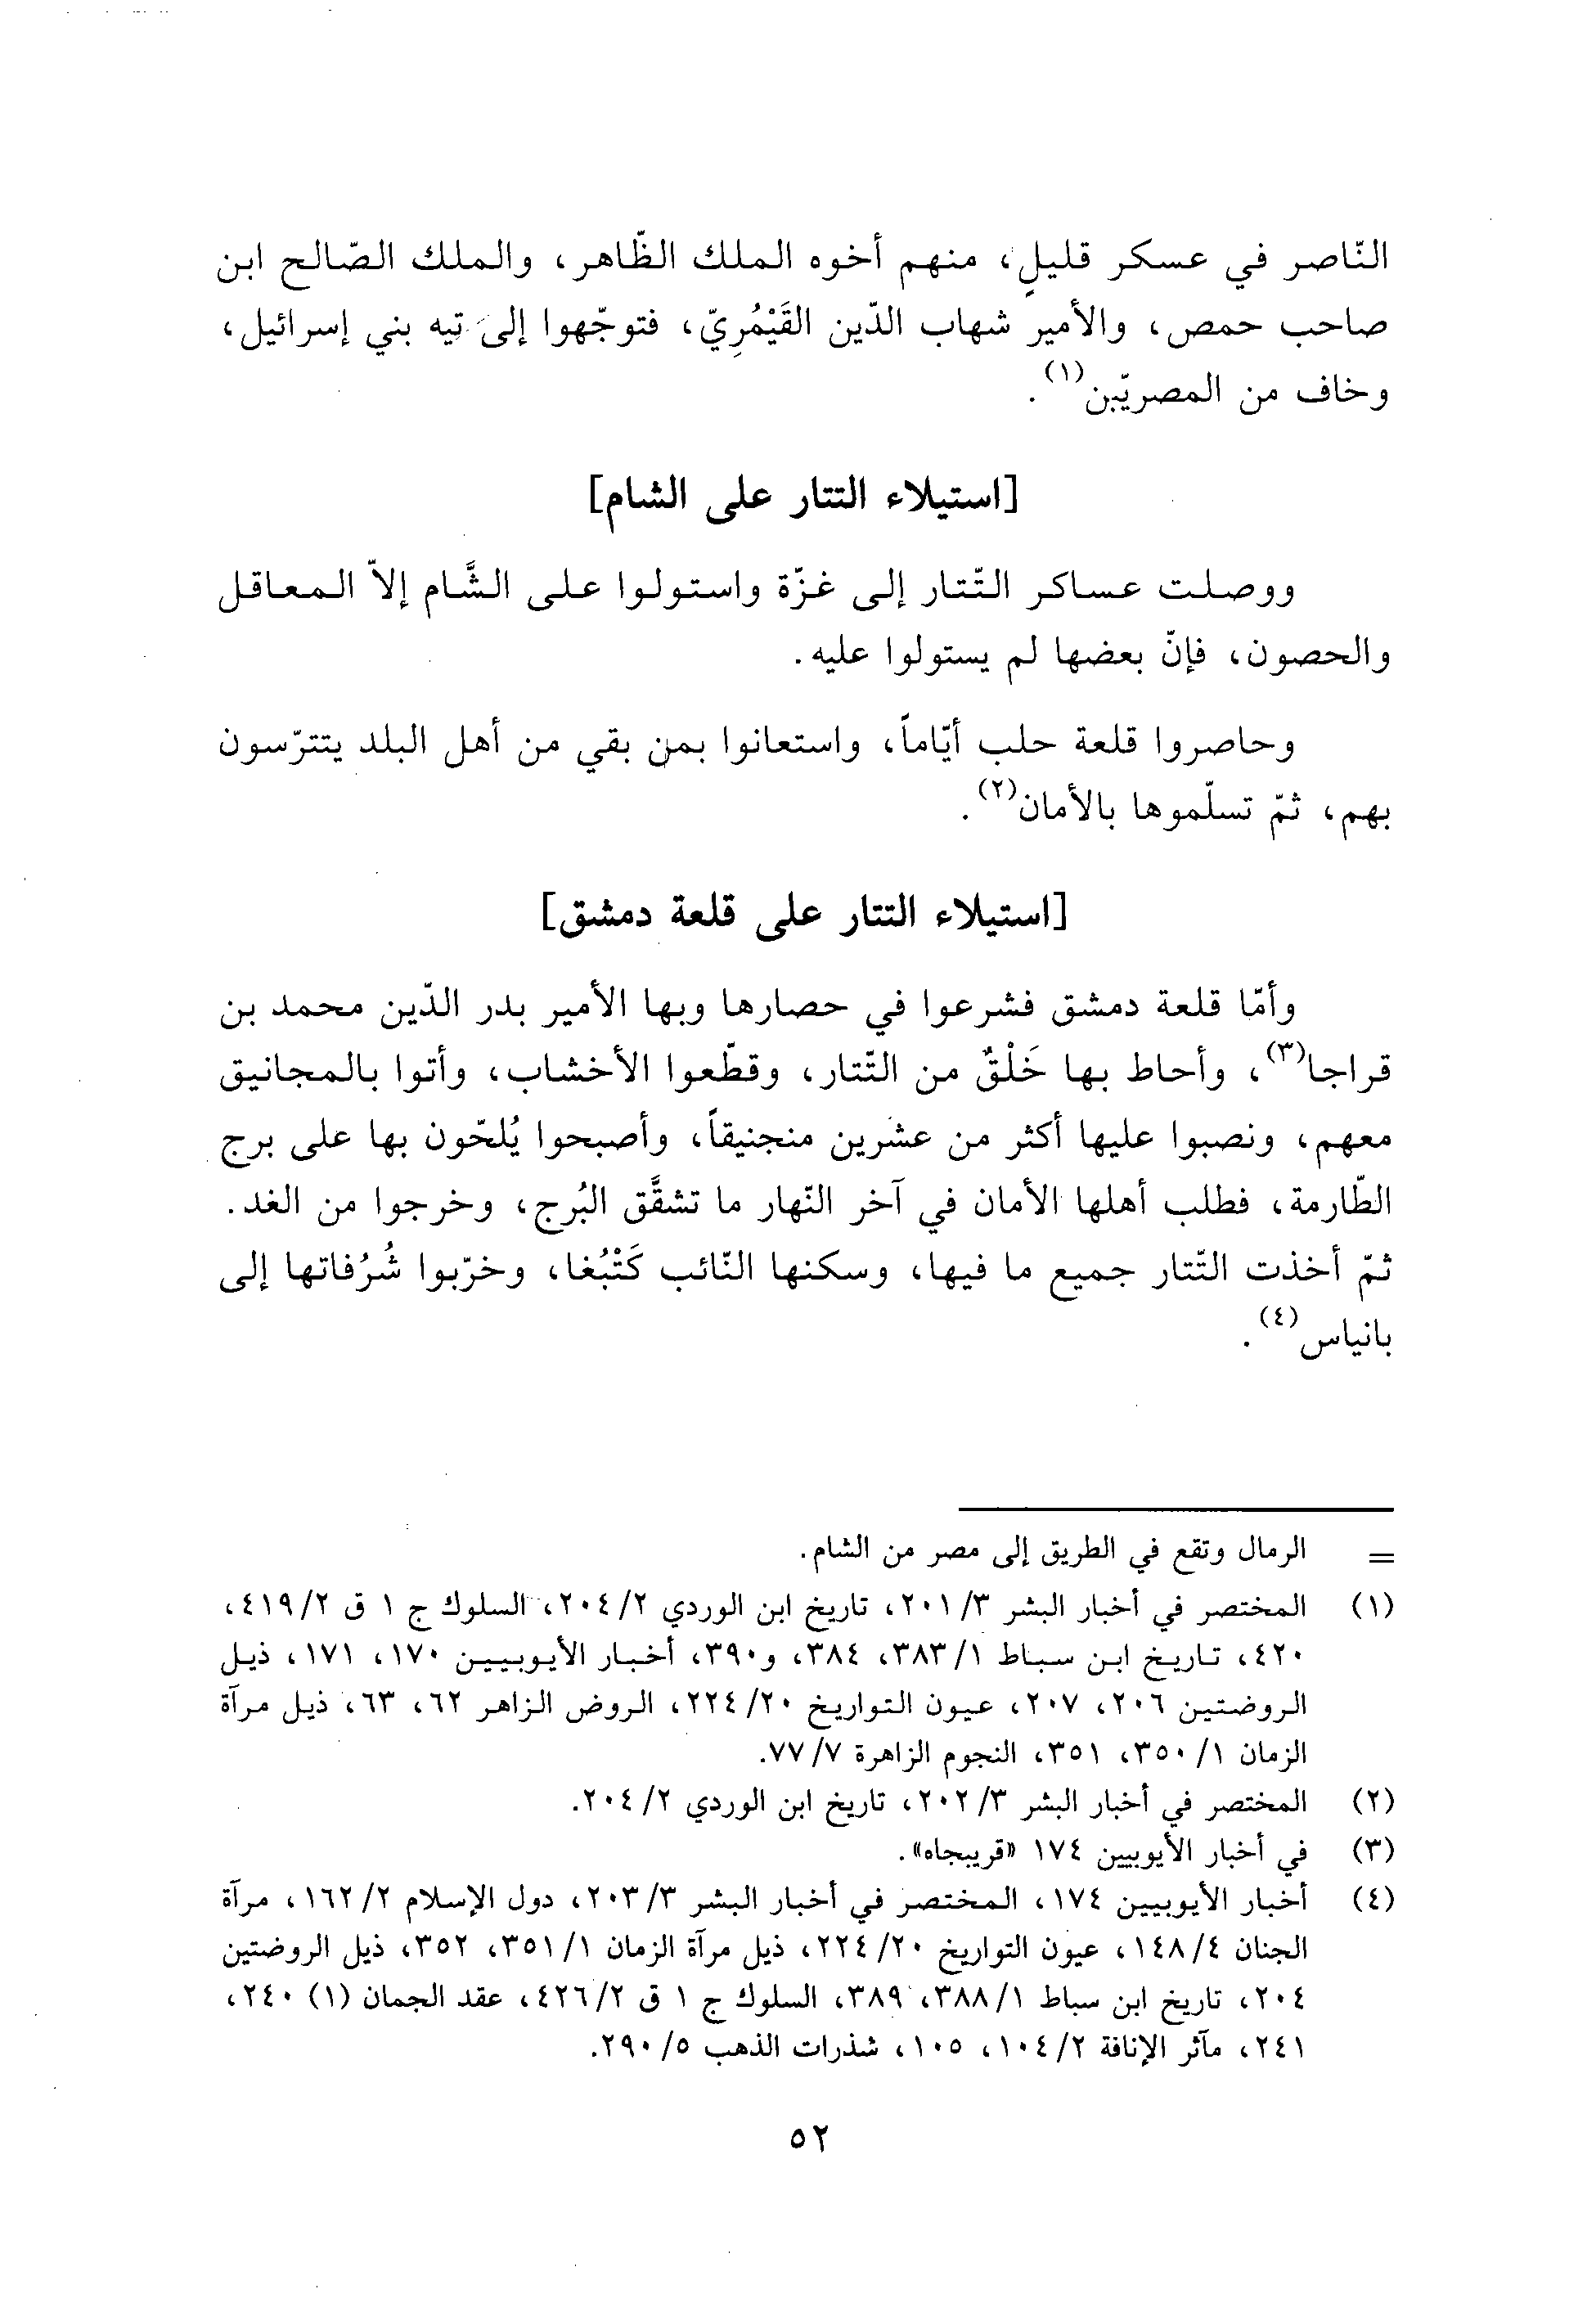 النّاصر في عسكر قليلٍ، منهم أخوه الملك الظّاهر، والملك الصّالح ابن
صاحب حمص، والأمير شهاب الدّين القَيْمُرِيّ، فتوجّهوا إلى تيه بني إسرائيل،
وخاف من المصريّين(١).
[استيلاء التتار على الشام]
ووصلت عساكر التّتار إلى غزّة واستولوا على الشَّام إلاّ المعاقل
والحصون، فإنّ بعضها لم يستولوا عليه.
وحاصروا قلعة حلب أيّاماً، واستعانوا بمن بقي من أهل البلد يتترّسون
بهم، ثمّ تسلّموها بالأمان(٢).
[استيلاء التتار على قلعة دمشق]
وأمّا قلعة دمشق فشرعوا في حصارها وبها الأمير بدر الدّين محمد بن
قراجا(٣)، وأحاط بها خَلْقٌ من التّتار، وقطّعوا الأخشاب، وأتوا بالمجانيق
معهم، ونصبوا عليها أكثر من عشرين منجنيقاً، وأصبحوا يُلحّون بها على برج
الطّارمة، فطلب أهلها الأمان في آخر النّهار ما تشقَّق البُرج، وخرجوا من الغد.
ثمّ أخذت التّتار جميع ما فيها، وسكنها النّائب كَتْبُغا، وخرّبوا شُرُفاتها إلى
بانياس(٤).
= الرمال وتقع في الطريق إلى مصر من الشام.
(١) المختصر في أخبار البشر ٣/ ٢٠١، تاريخ ابن الوردي ٢/ ٢٠٤، السلوك ج ١ ق ٢/ ٤١٩،
٤٢٠، تاريخ ابن سباط ١/ ٣٨٣، ٣٨٤، و٣٩٠، أخبار الأيوبيين ١٧٠، ١٧١، ذيل
الروضتين ٢٠٦، ٢٠٧، عيون التواريخ ٢٠/ ٢٢٤، الروض الزاهر ٦٢، ٦٣، ذيل مرآة
الزمان ١/ ٣٥٠، ٣٥١، النجوم الزاهرة ٧/ ٧٧.
(٢) المختصر في أخبار البشر ٣/ ٢٠٢، تاريخ ابن الوردي ٢/ ٢٠٤.
(٣) في أخبار الأيوبيين ١٧٤ «قريبجاه».
(٤) أخبار الأيوبيين ١٧٤، المختصر في أخبار البشر ٣/ ٢٠٣، دول الإسلام ٢/ ١٦٢، مرآة
الجنان ٤/ ١٤٨، عيون التواريخ ٢٠/ ٢٢٤، ذيل مرآة الزمان ١/ ٣٥١، ٣٥٢، ذيل الروضتين
٢٠٤، تاريخ ابن سباط ١/ ٣٨٨، ٣٨٩، السلوك ج ١ ق ٢/ ٤٢٦، عقد الجمان (١) ٢٤٠،
٢٤١، مآثر الإنافة ٢/ ١٠٤، ١٠٥، شذرات الذهب ٥/ ٢٩٠.
٥٢